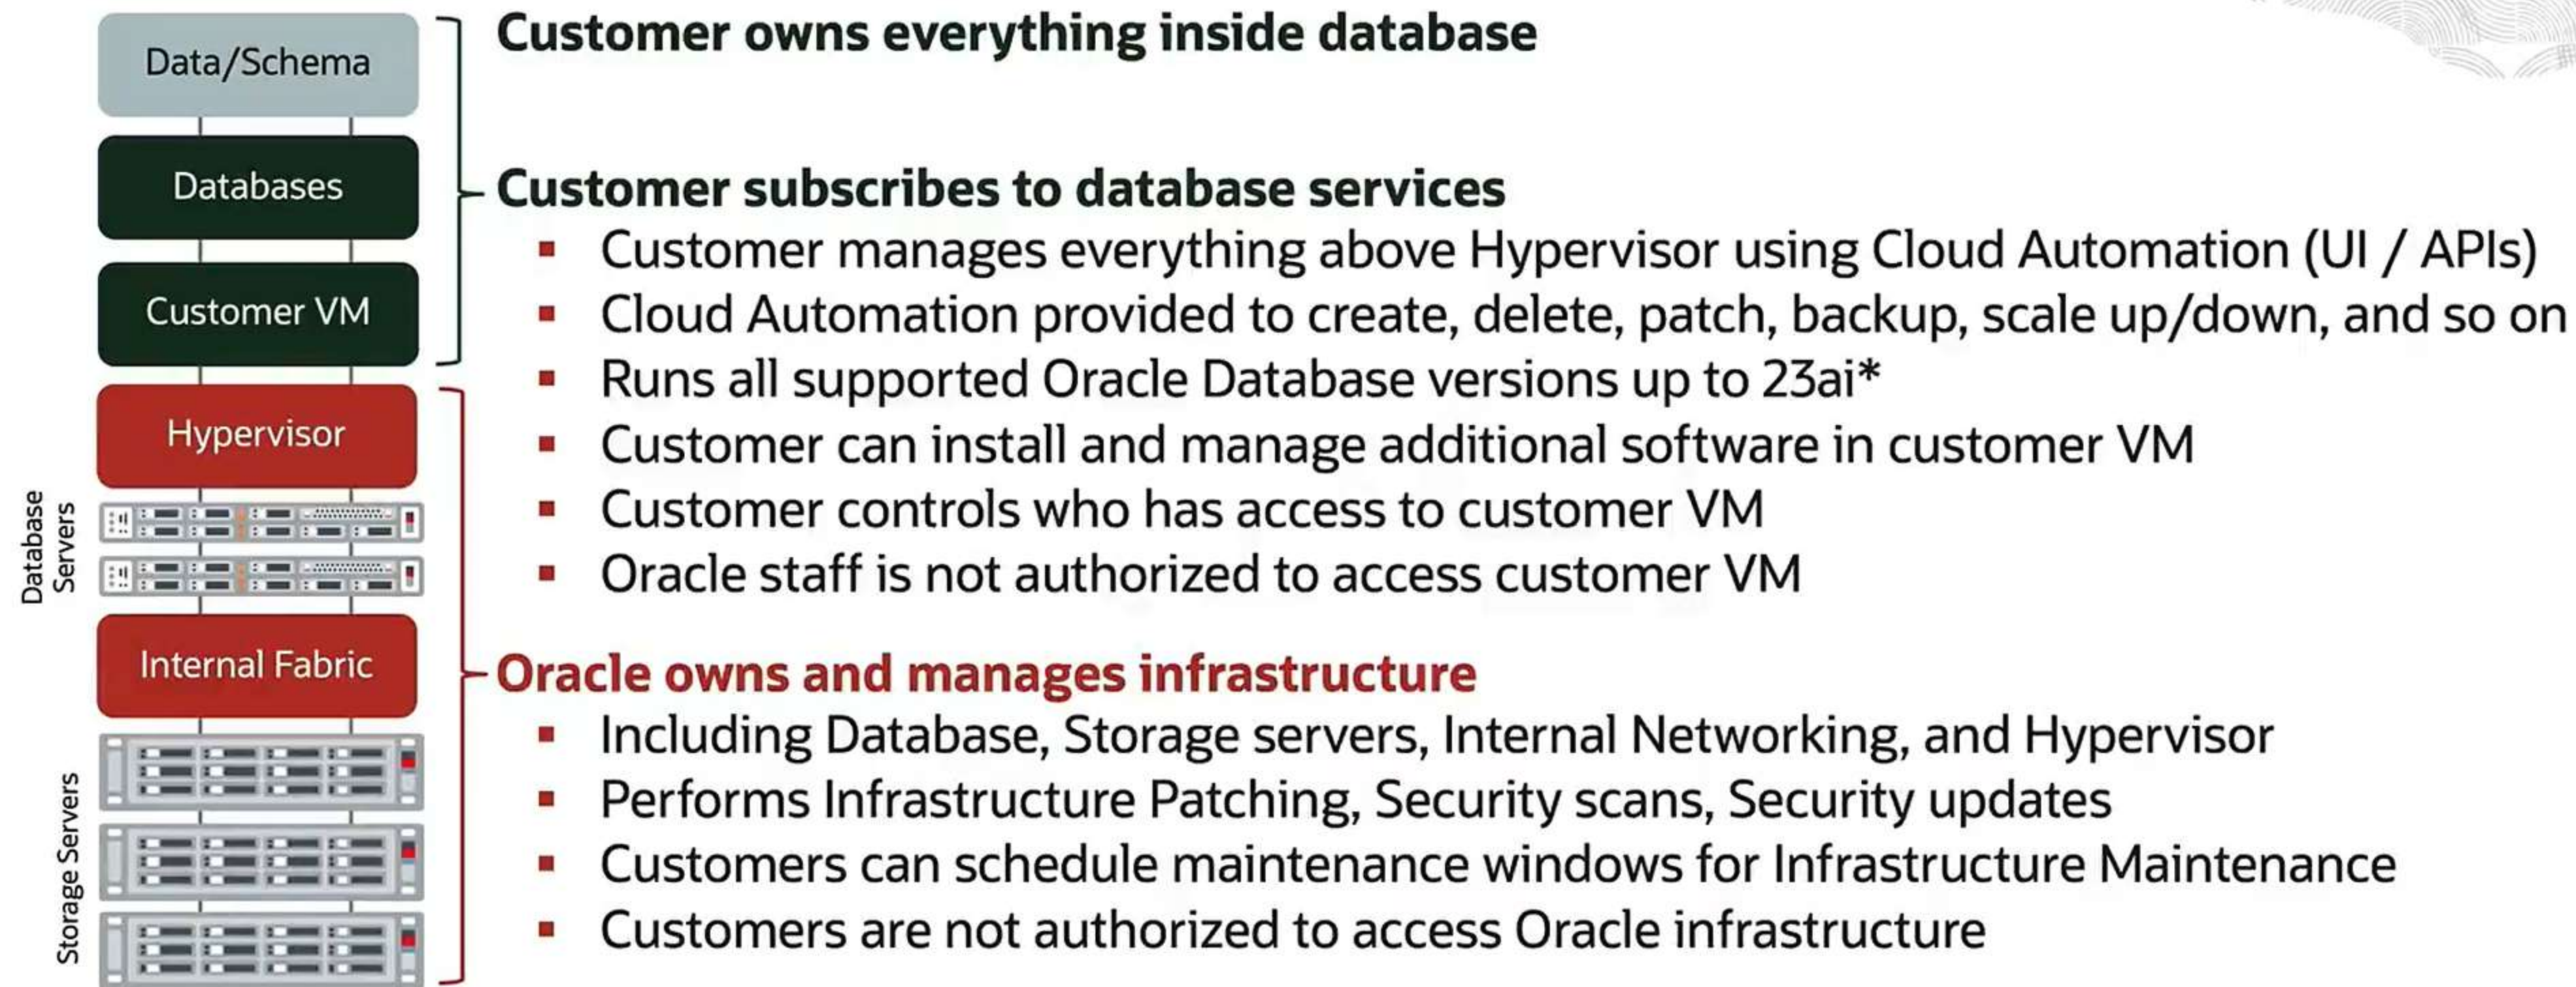 Data/Schema
Databases
Customer VM
Hypervisor
Database
Servers
Internal Fabric
Storage Servers
Customer owns everything inside database
Customer subscribes to database services
▪ Customer manages everything above Hypervisor using Cloud Automation (UI / APIs)
▪ Cloud Automation provided to create, delete, patch, backup, scale up/down, and so on
▪ Runs all supported Oracle Database versions up to 23ai*
▪ Customer can install and manage additional software in customer VM
▪ Customer controls who has access to customer VM
▪ Oracle staff is not authorized to access customer VM
Oracle owns and manages infrastructure
▪ Including Database, Storage servers, Internal Networking, and Hypervisor
▪ Performs Infrastructure Patching, Security scans, Security updates
▪ Customers can schedule maintenance windows for Infrastructure Maintenance
▪ Customers are not authorized to access Oracle infrastructure